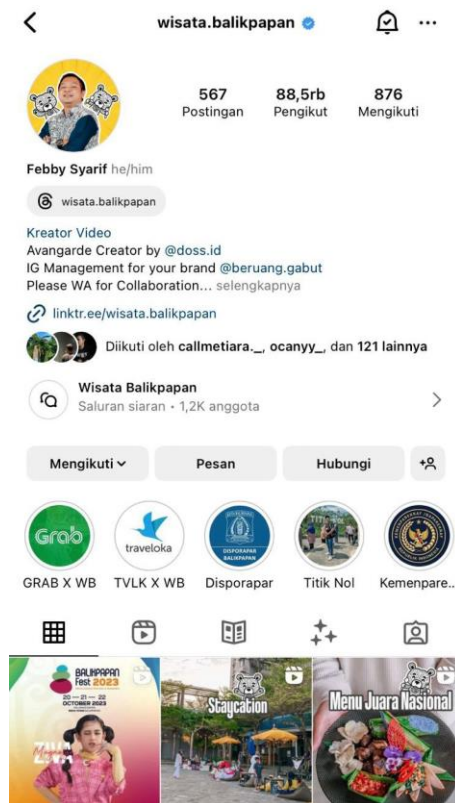 wisata.balikpapan
567
88,5rb
876
Postingan
Pengikut
Mengikuti
Febby Syarif he/him
wisata.balikpapan
Kreator Video
Avangarde Creator by @doss.id
IG Management for your brand @beruang.gabut
Please WA for Collaboration... selengkapnya
linktr.ee/wisata.balikpapan
Diikuti oleh callmetiara._, ocanyy_, dan 121 lainnya
Wisata Balikpapan
Saluran siaran • 1,2K anggota
Mengikuti
Pesan
Hubungi
Grab
traveloka
DISPORAPAR
BALIKPAPAN
GRAB X WB
TVLK X WB
Disporapar
Titik Nol
Kemenpare..
BALIKPAPAN
Fest 2023
20 — 21 — 22
OCTOBER 2023
Staycation
Menu Juara Nasional